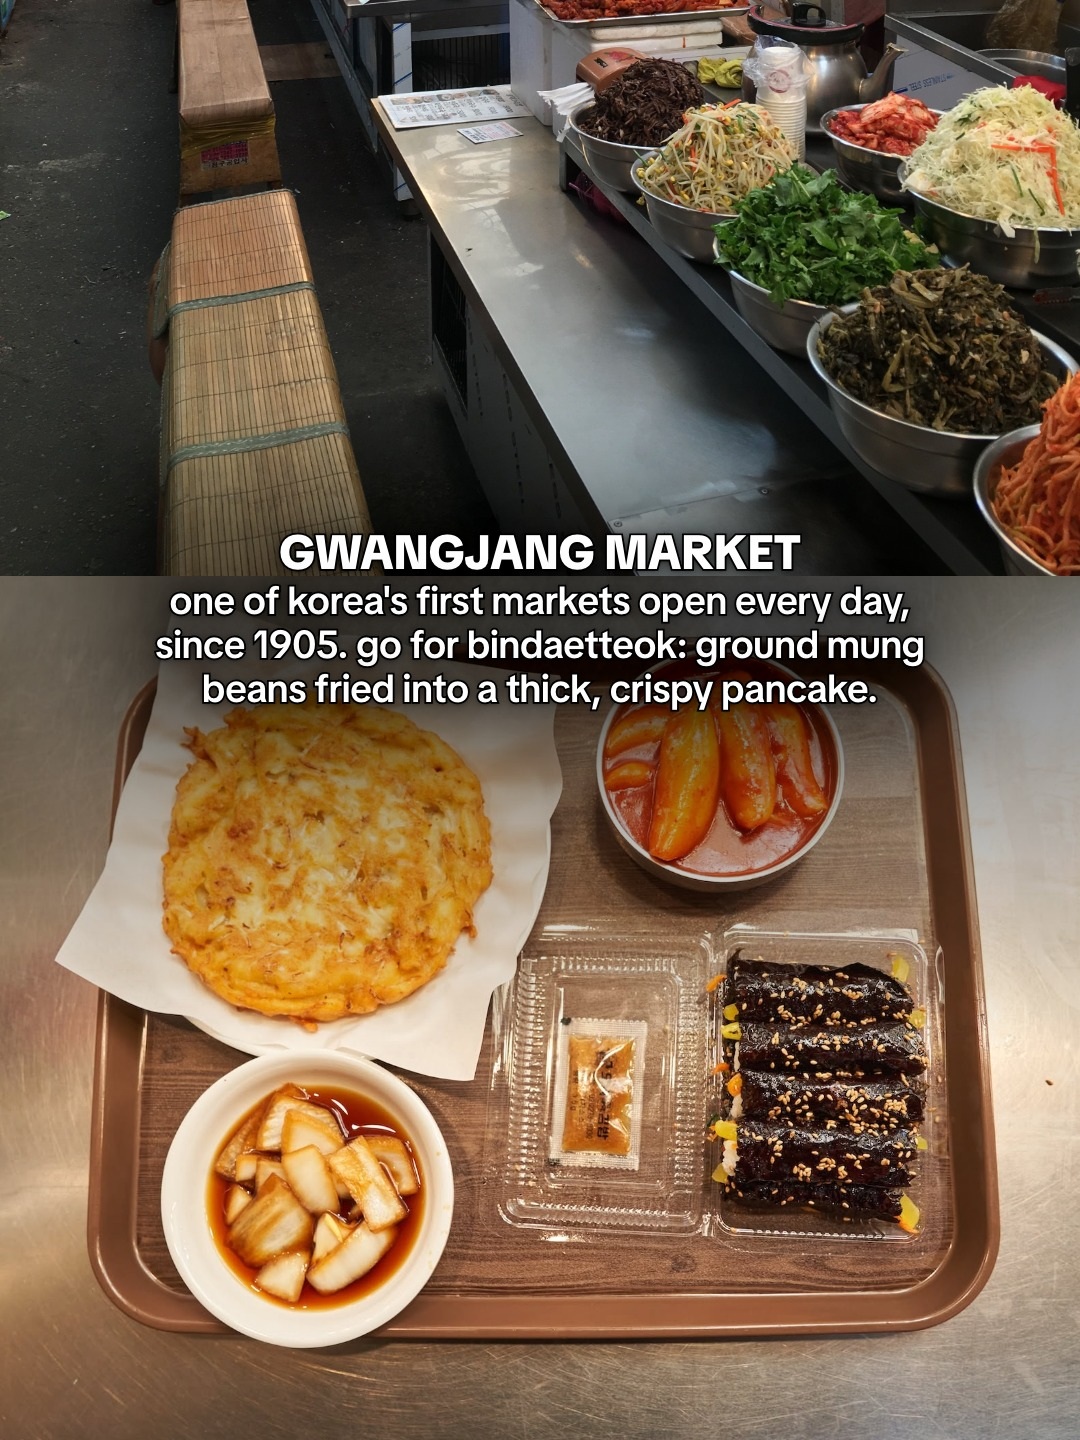 GWANGJANG MARKET
one of korea's first markets open every day,
since 1905. go for bindaetteok: ground mung
beans fried into a thick, crispy pancake.